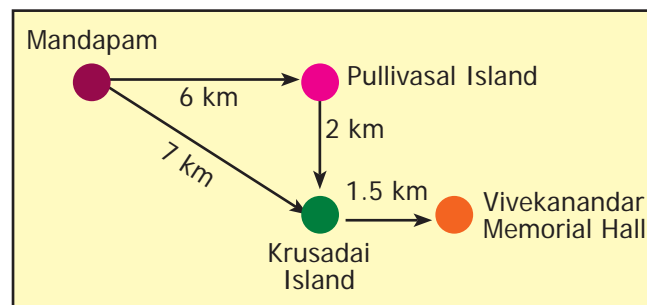 Mandapam
Pullivasal Island
6 km
2 km
7 km
1.5 km
Vivekanandar
Memorial Hall
Krusadai
Island